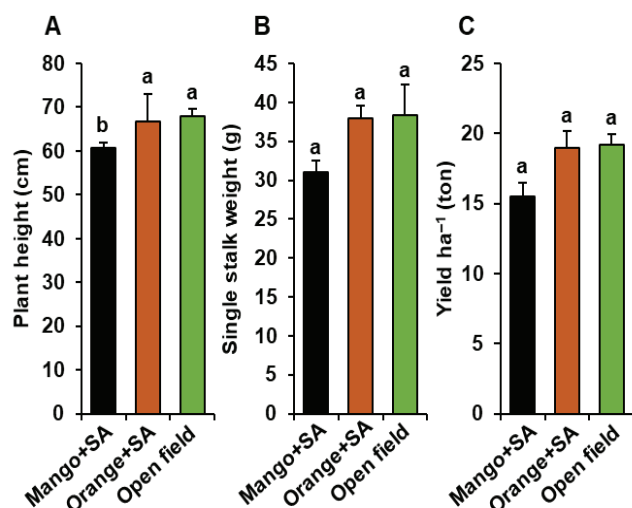 A
Plant height (cm)
80
70
60
50
40
30
20
10
0
b
a
a
Mango+SA
Orange+SA
Open field
B
Single stalk weight (g)
45
40
35
30
25
20
15
10
5
0
a
a
a
Mango+SA
Orange+SA
Open field
C
Yield ha⁻¹ (ton)
25
20
15
10
5
0
a
a
a
Mango+SA
Orange+SA
Open field